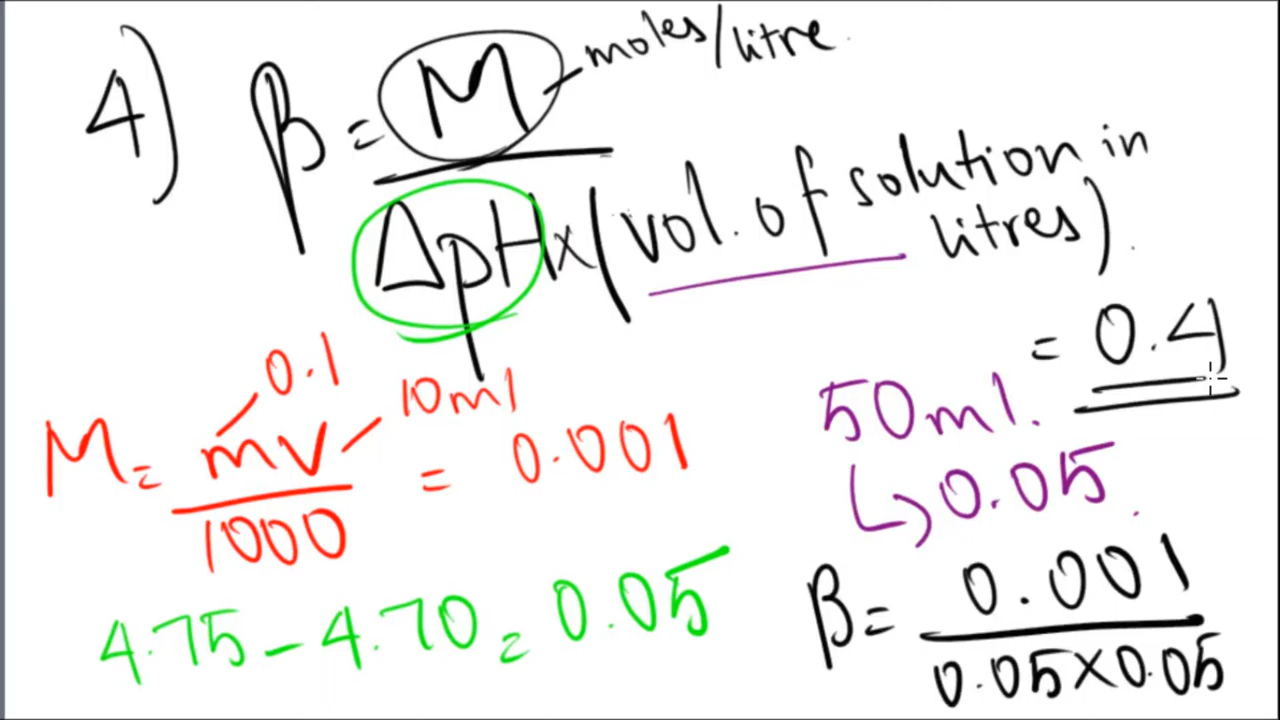 4) β = M - moles/litre.
ΔpH x (vol. of solution in litres).
= 0.4
M = mv / 1000 = 0.001
0.1
10ml
50ml.
↳ 0.05.
4.75 - 4.70 = 0.05
β = 0.001
0.05 x 0.05